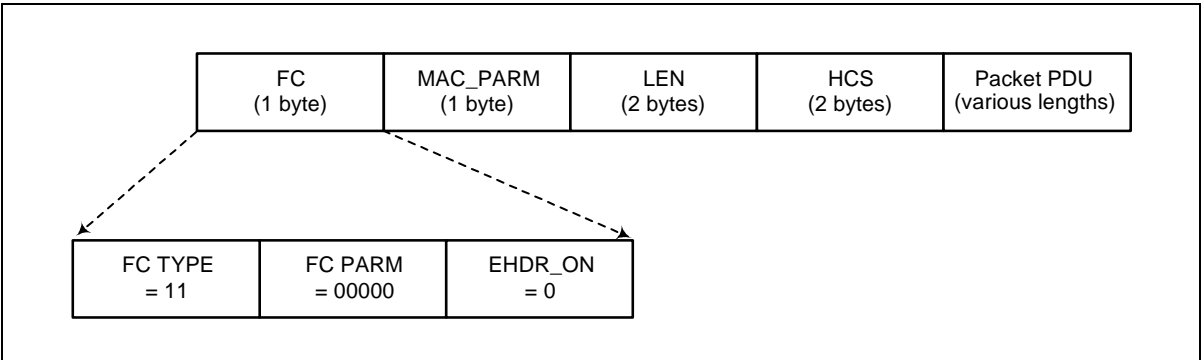 FC MAC_PARM LEN HCS Packet PDU
(1 byte) (1 byte) (2 bytes) (2 bytes) (various lengths)
FC TYPE FC PARM EHDR_ON
= 11 = 00000 = 0